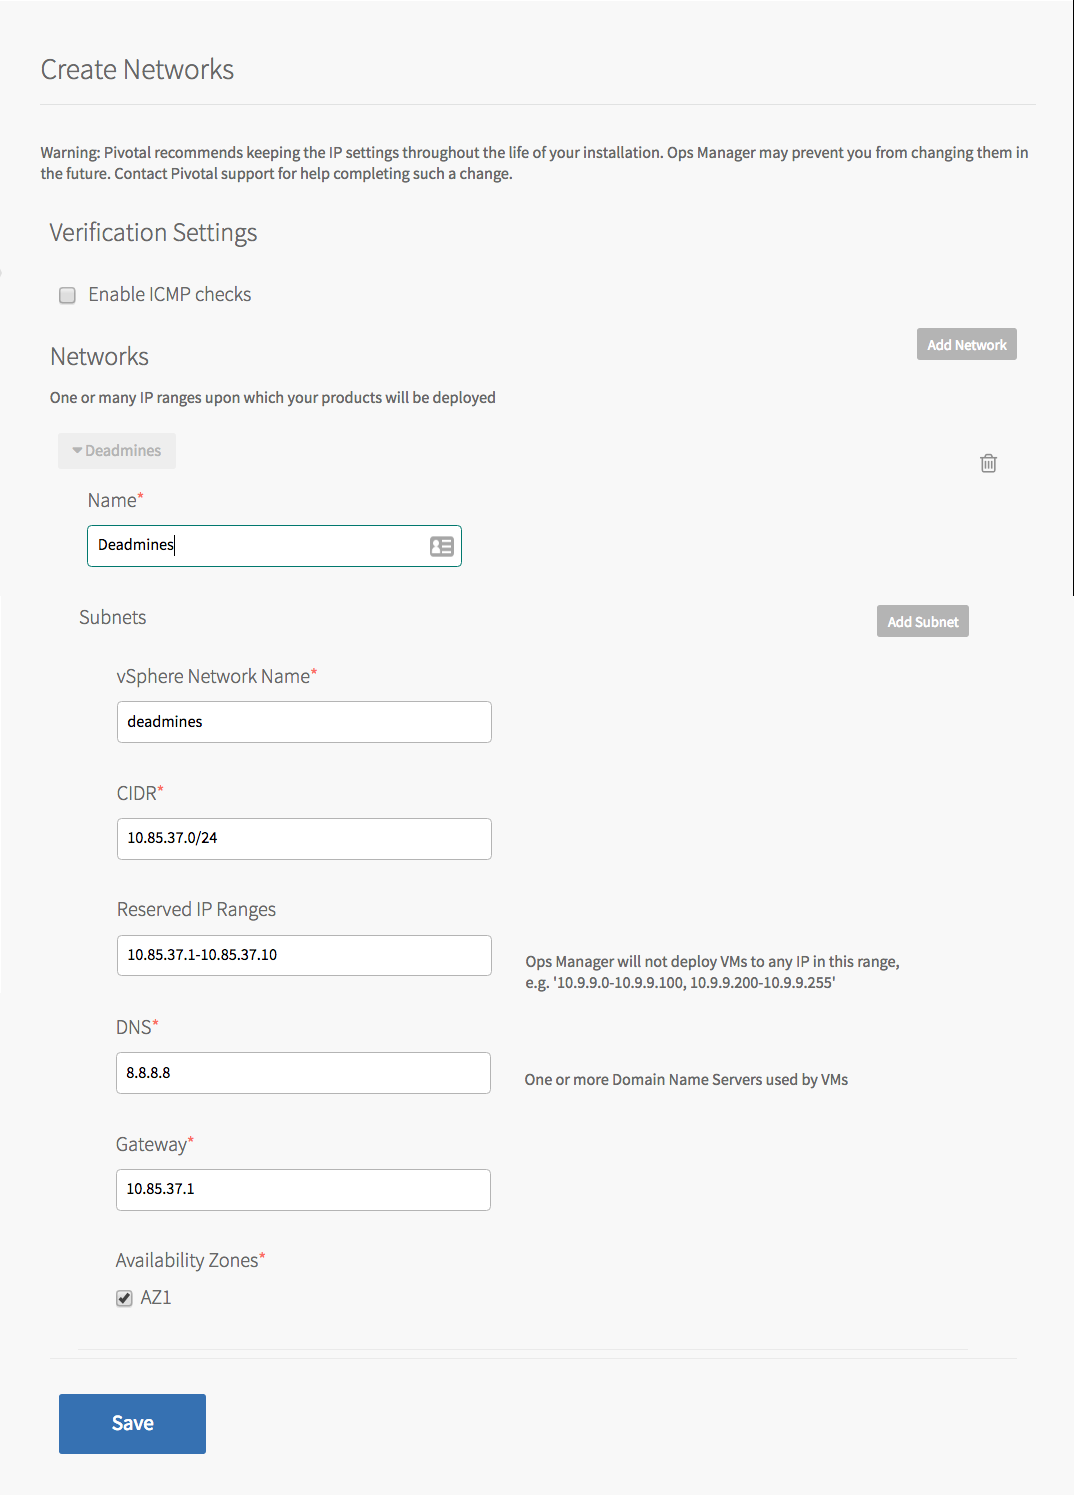 Create Networks
Warning: Pivotal recommends keeping the IP settings throughout the life of your installation. Ops Manager may prevent you from changing them in
the future. Contact Pivotal support for help completing such a change.
Verification Settings
Enable ICMP checks
Networks
Add Network
One or many IP ranges upon which your products will be deployed
Deadmines
Name*
Deadmines
Subnets
Add Subnet
vSphere Network Name*
deadmines
CIDR*
10.85.37.0/24
Reserved IP Ranges
10.85.37.1-10.85.37.10
Ops Manager will not deploy VMs to any IP in this range,
e.g. '10.9.9.0-10.9.9.100, 10.9.9.200-10.9.9.255'
DNS*
8.8.8.8
One or more Domain Name Servers used by VMs
Gateway*
10.85.37.1
Availability Zones*
AZ1
Save